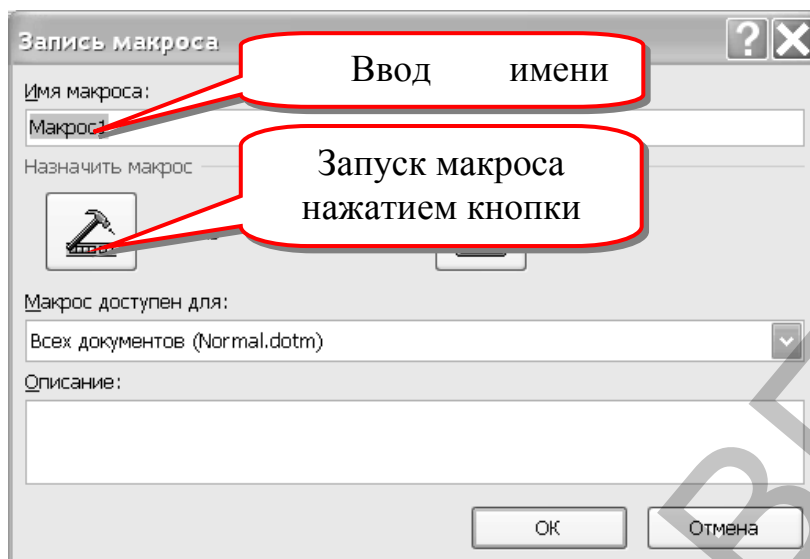 Запись макроса
Ввод имени
Имя макроса:
Макрос1
Назначить макрос
Запуск макроса
нажатием кнопки
Макрос доступен для:
Всех документов (Normal.dotm)
Описание:
ОК
Отмена